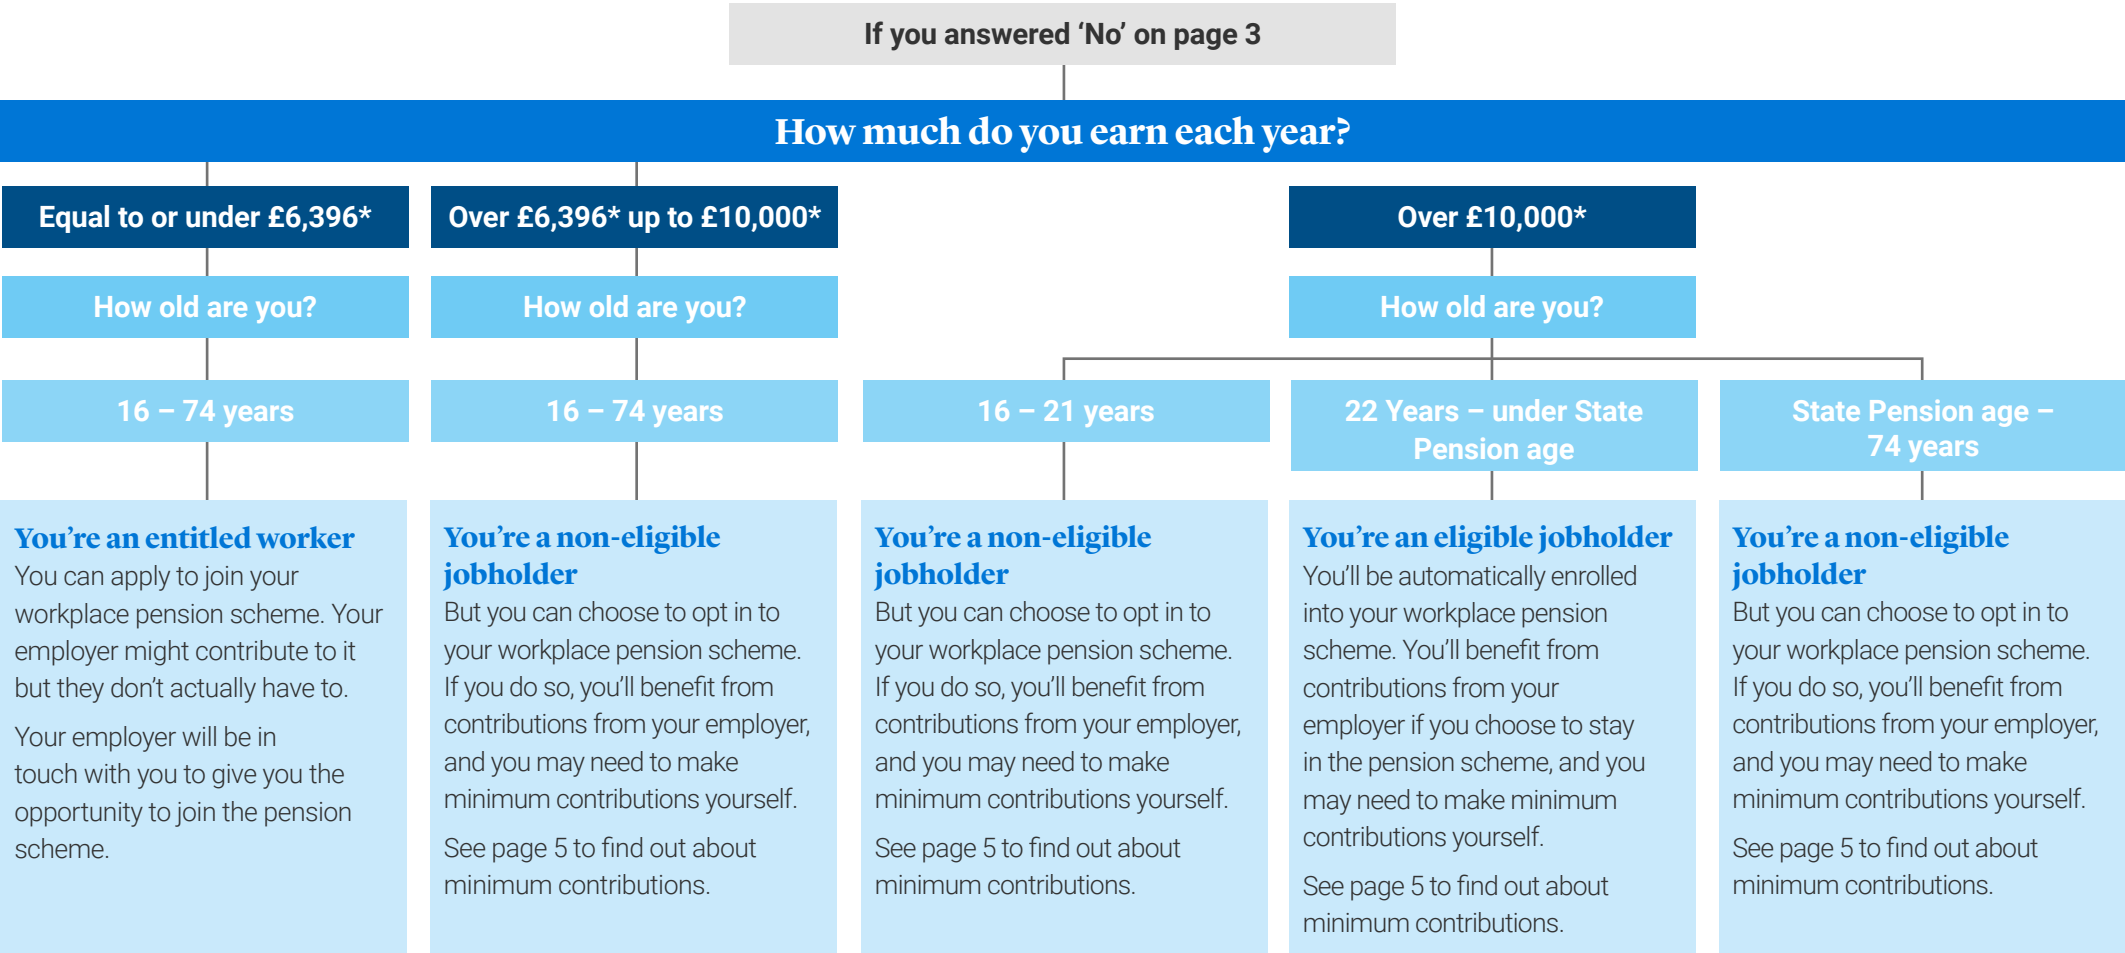 If you answered ‘No’ on page 3
How much do you earn each year?
Equal to or under £6,396*
How old are you?
16 – 74 years
You’re an entitled worker
You can apply to join your
workplace pension scheme. Your
employer might contribute to it
but they don’t actually have to.
Your employer will be in
touch with you to give you the
opportunity to join the pension
scheme.
Over £6,396* up to £10,000*
How old are you?
16 – 74 years
You’re a non-eligible
jobholder
But you can choose to opt in to
your workplace pension scheme.
If you do so, you’ll benefit from
contributions from your employer,
and you may need to make
minimum contributions yourself.
See page 5 to find out about
minimum contributions.
Over £10,000*
How old are you?
16 – 21 years
You’re a non-eligible
jobholder
But you can choose to opt in to
your workplace pension scheme.
If you do so, you’ll benefit from
contributions from your employer,
and you may need to make
minimum contributions yourself.
See page 5 to find out about
minimum contributions.
22 Years – under State
Pension age
You’re an eligible jobholder
You’ll be automatically enrolled
into your workplace pension
scheme. You’ll benefit from
contributions from your
employer if you choose to stay
in the pension scheme, and you
may need to make minimum
contributions yourself.
See page 5 to find out about
minimum contributions.
State Pension age –
74 years
You’re a non-eligible
jobholder
But you can choose to opt in to
your workplace pension scheme.
If you do so, you’ll benefit from
contributions from your employer,
and you may need to make
minimum contributions yourself.
See page 5 to find out about
minimum contributions.